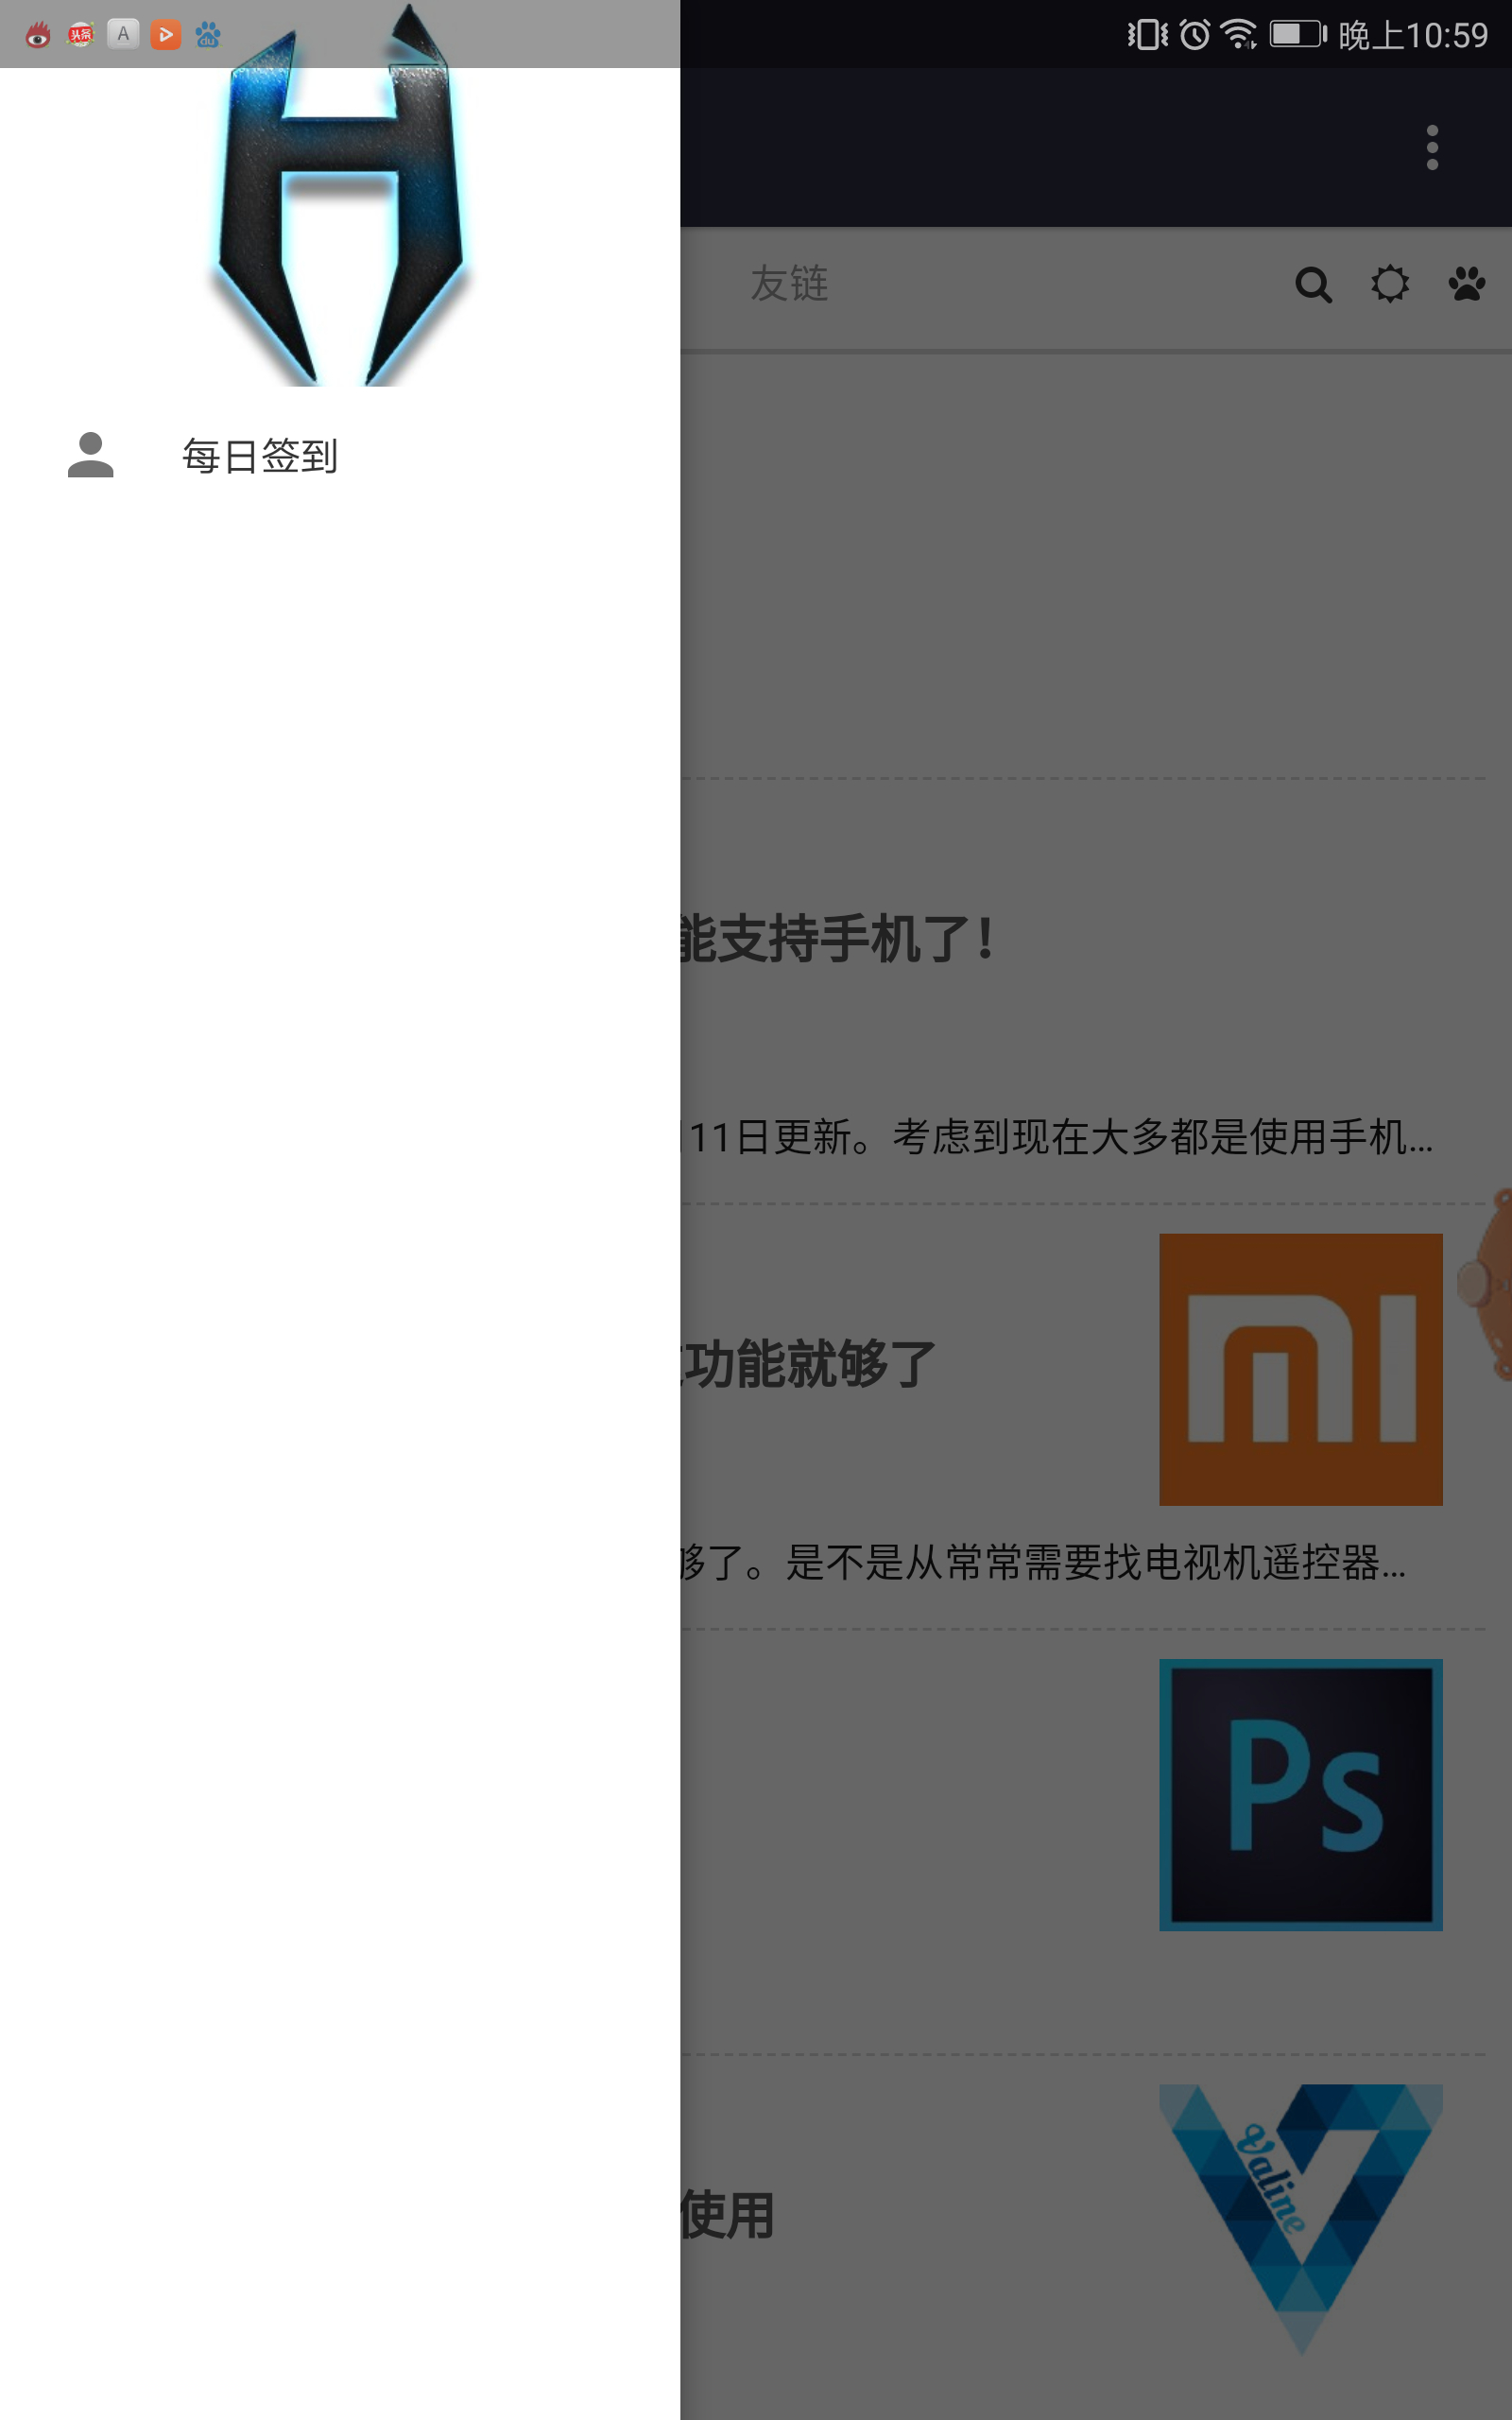 头条 A du 晚上10:59
友链
每日签到
能支持手机了!
11日更新。考虑到现在大多都是使用手机...
功能就够了
够了。是不是从常常需要找电视机遥控器...
Ps
Valine
使用